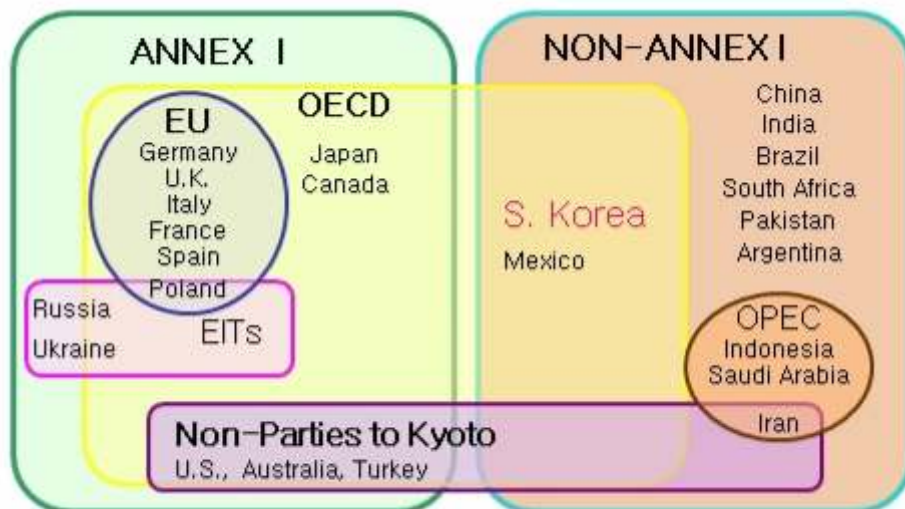 ANNEX I
OECD
EU
Germany
U.K.
Italy
France
Spain
Poland
Japan
Canada
Russia
Ukraine
EITs
NON-ANNEX I
China
India
Brazil
South Africa
Pakistan
Argentina
S. Korea
Mexico
OPEC
Indonesia
Saudi Arabia
Iran
Non-Parties to Kyoto
U.S., Australia, Turkey